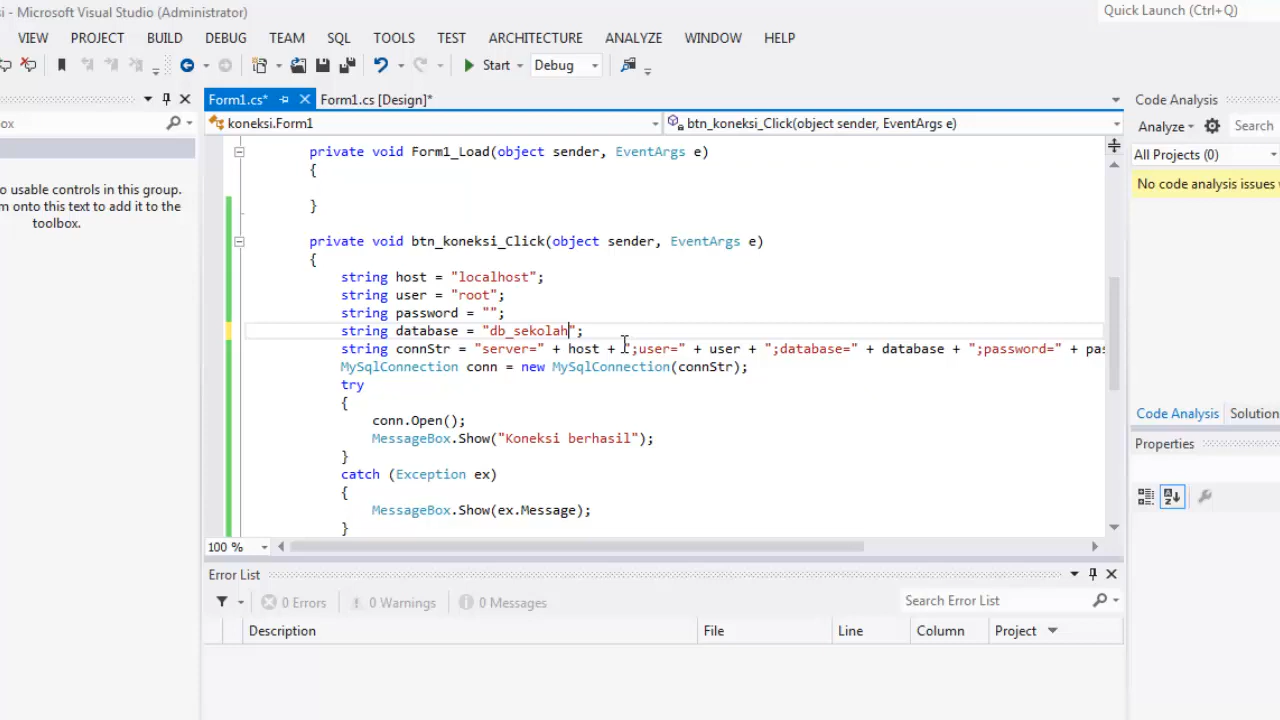 si - Microsoft Visual Studio (Administrator)
Quick Launch (Ctrl+Q)
VIEW PROJECT BUILD DEBUG TEAM SQL TOOLS TEST ARCHITECTURE ANALYZE WINDOW HELP
Start Debug
Form1.cs* Form1.cs [Design]*
Code Analysis
ox
koneksi.Form1
btn_koneksi_Click(object sender, EventArgs e)
Analyze Search
All Projects (0)
No code analysis issues
o usable controls in this group.
m onto this text to add it to the
toolbox.
private void Form1_Load(object sender, EventArgs e)
{
}
private void btn_koneksi_Click(object sender, EventArgs e)
{
string host = "localhost";
string user = "root";
string password = "";
string database = "db_sekolah";
string connStr = "server=" + host + ";user=" + user + ";database=" + database + ";password=" + pas
MySqlConnection conn = new MySqlConnection(connStr);
try
{
conn.Open();
MessageBox.Show("Koneksi berhasil");
}
catch (Exception ex)
{
MessageBox.Show(ex.Message);
}
100 %
Code Analysis Solution
Properties
Error List
0 Errors 0 Warnings 0 Messages
Search Error List
Description File Line Column Project